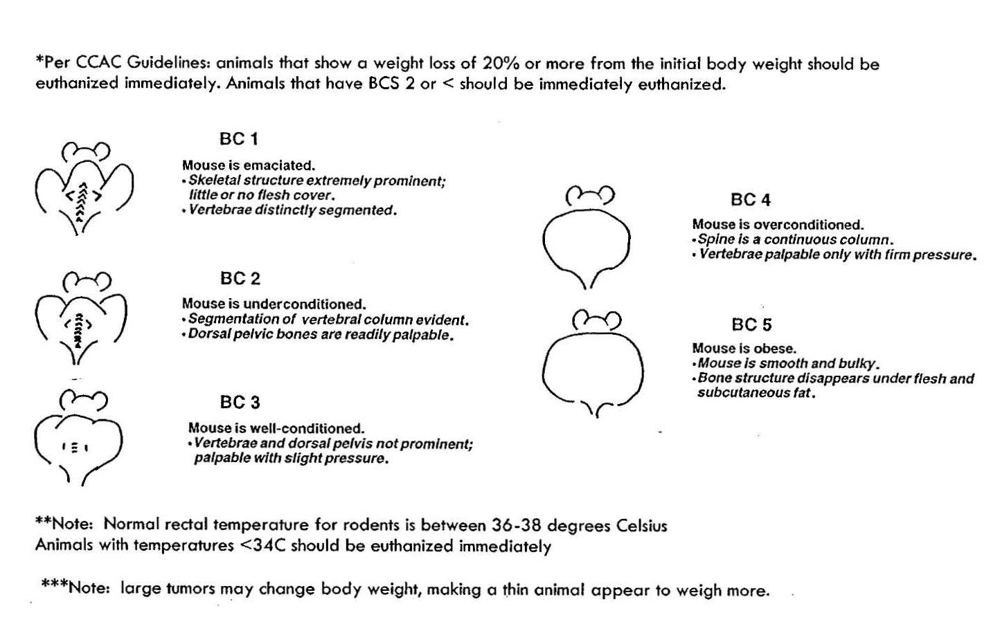 *Per CCAC Guidelines: animals that show a weight loss of 20% or more from the initial body weight should be
euthanized immediately. Animals that have BCS 2 or < should be immediately euthanized.
BC 1
Mouse is emaciated.
• Skeletal structure extremely prominent;
little or no flesh cover.
• Vertebrae distinctly segmented.
BC 2
Mouse is underconditioned.
• Segmentation of vertebral column evident.
• Dorsal pelvic bones are readily palpable.
BC 3
Mouse is well-conditioned.
• Vertebrae and dorsal pelvis not prominent;
palpable with slight pressure.
BC 4
Mouse is overconditioned.
• Spine is a continuous column.
• Vertebrae palpable only with firm pressure.
BC 5
Mouse is obese.
• Mouse is smooth and bulky.
• Bone structure disappears under flesh and
subcutaneous fat.
**Note: Normal rectal temperature for rodents is between 36-38 degrees Celsius
Animals with temperatures <34C should be euthanized immediately
***Note: large tumors may change body weight, making a thin animal appear to weigh more.